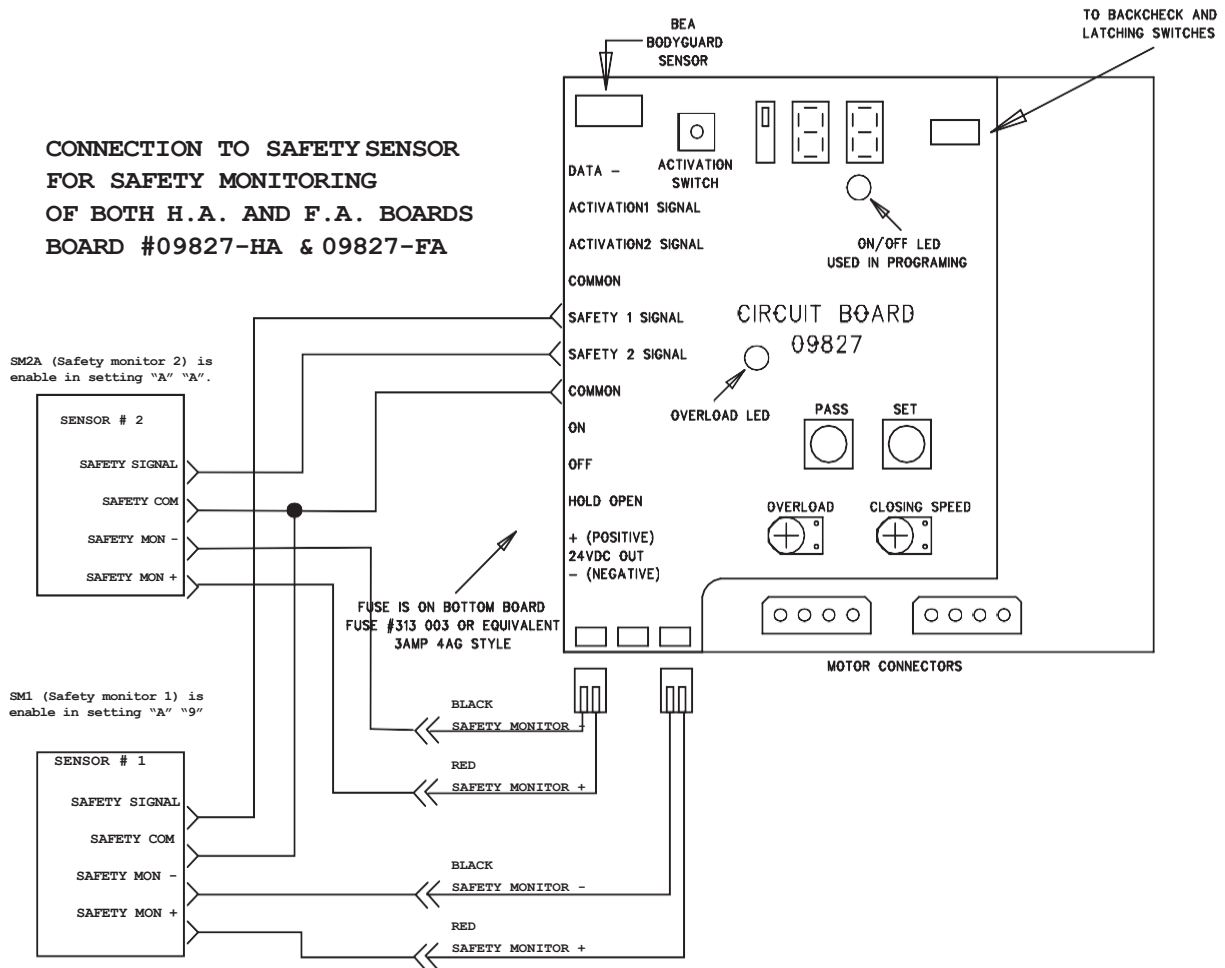 TO BACKCHECK AND
LATCHING SWITCHES
BEA
BODYGUARD
SENSOR
CONNECTION TO SAFETY SENSOR
FOR SAFETY MONITORING
OF BOTH H.A. AND F.A. BOARDS
BOARD #09827-HA & 09827-FA
ACTIVATION
SWITCH
DATA -
ACTIVATION1 SIGNAL
ACTIVATION2 SIGNAL
COMMON
SAFETY 1 SIGNAL
SAFETY 2 SIGNAL
COMMON
ON
OFF
HOLD OPEN
+ (POSITIVE)
24VDC OUT
- (NEGATIVE)
ON/OFF LED
USED IN PROGRAMING
CIRCUIT BOARD
09827
OVERLOAD LED
PASS
SET
OVERLOAD
CLOSING SPEED
MOTOR CONNECTORS
FUSE IS ON BOTTOM BOARD
FUSE #313 003 OR EQUIVALENT
3AMP 4AG STYLE
SM2A (Safety monitor 2) is
enable in setting “A” “A”.
SENSOR # 2
SAFETY SIGNAL
SAFETY COM
SAFETY MON -
SAFETY MON +
SM1 (Safety monitor 1) is
enable in setting “A” “9”
SENSOR # 1
SAFETY SIGNAL
SAFETY COM
SAFETY MON -
SAFETY MON +
BLACK
SAFETY MONITOR -
RED
SAFETY MONITOR +
BLACK
SAFETY MONITOR -
RED
SAFETY MONITOR +